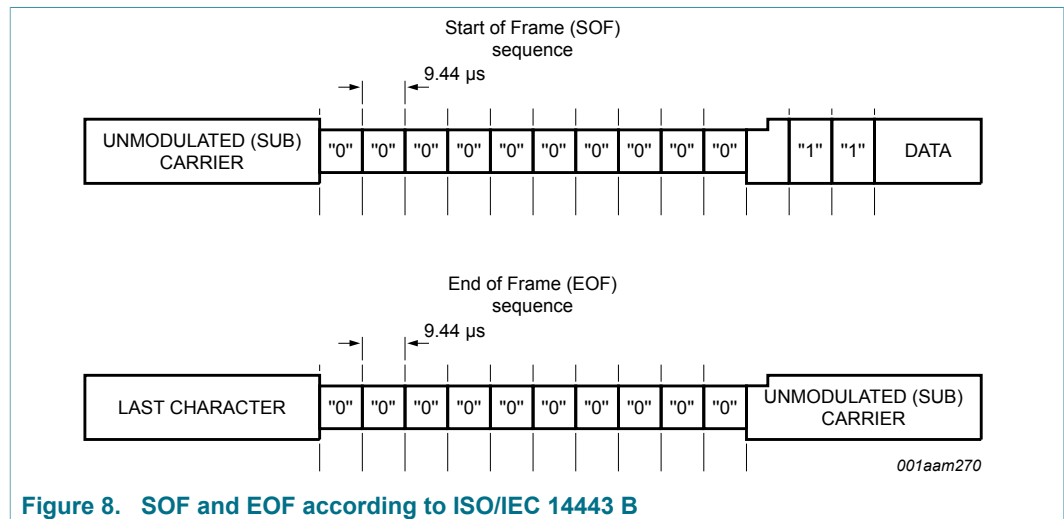 Start of Frame (SOF)
sequence
9.44 µs
UNMODULATED (SUB)
CARRIER
"0" "0" "0" "0" "0" "0" "0" "0" "0" "0" "1" "1" DATA
End of Frame (EOF)
sequence
9.44 µs
LAST CHARACTER "0" "0" "0" "0" "0" "0" "0" "0" "0" "0"
UNMODULATED (SUB)
CARRIER
001aam270
Figure 8. SOF and EOF according to ISO/IEC 14443 B